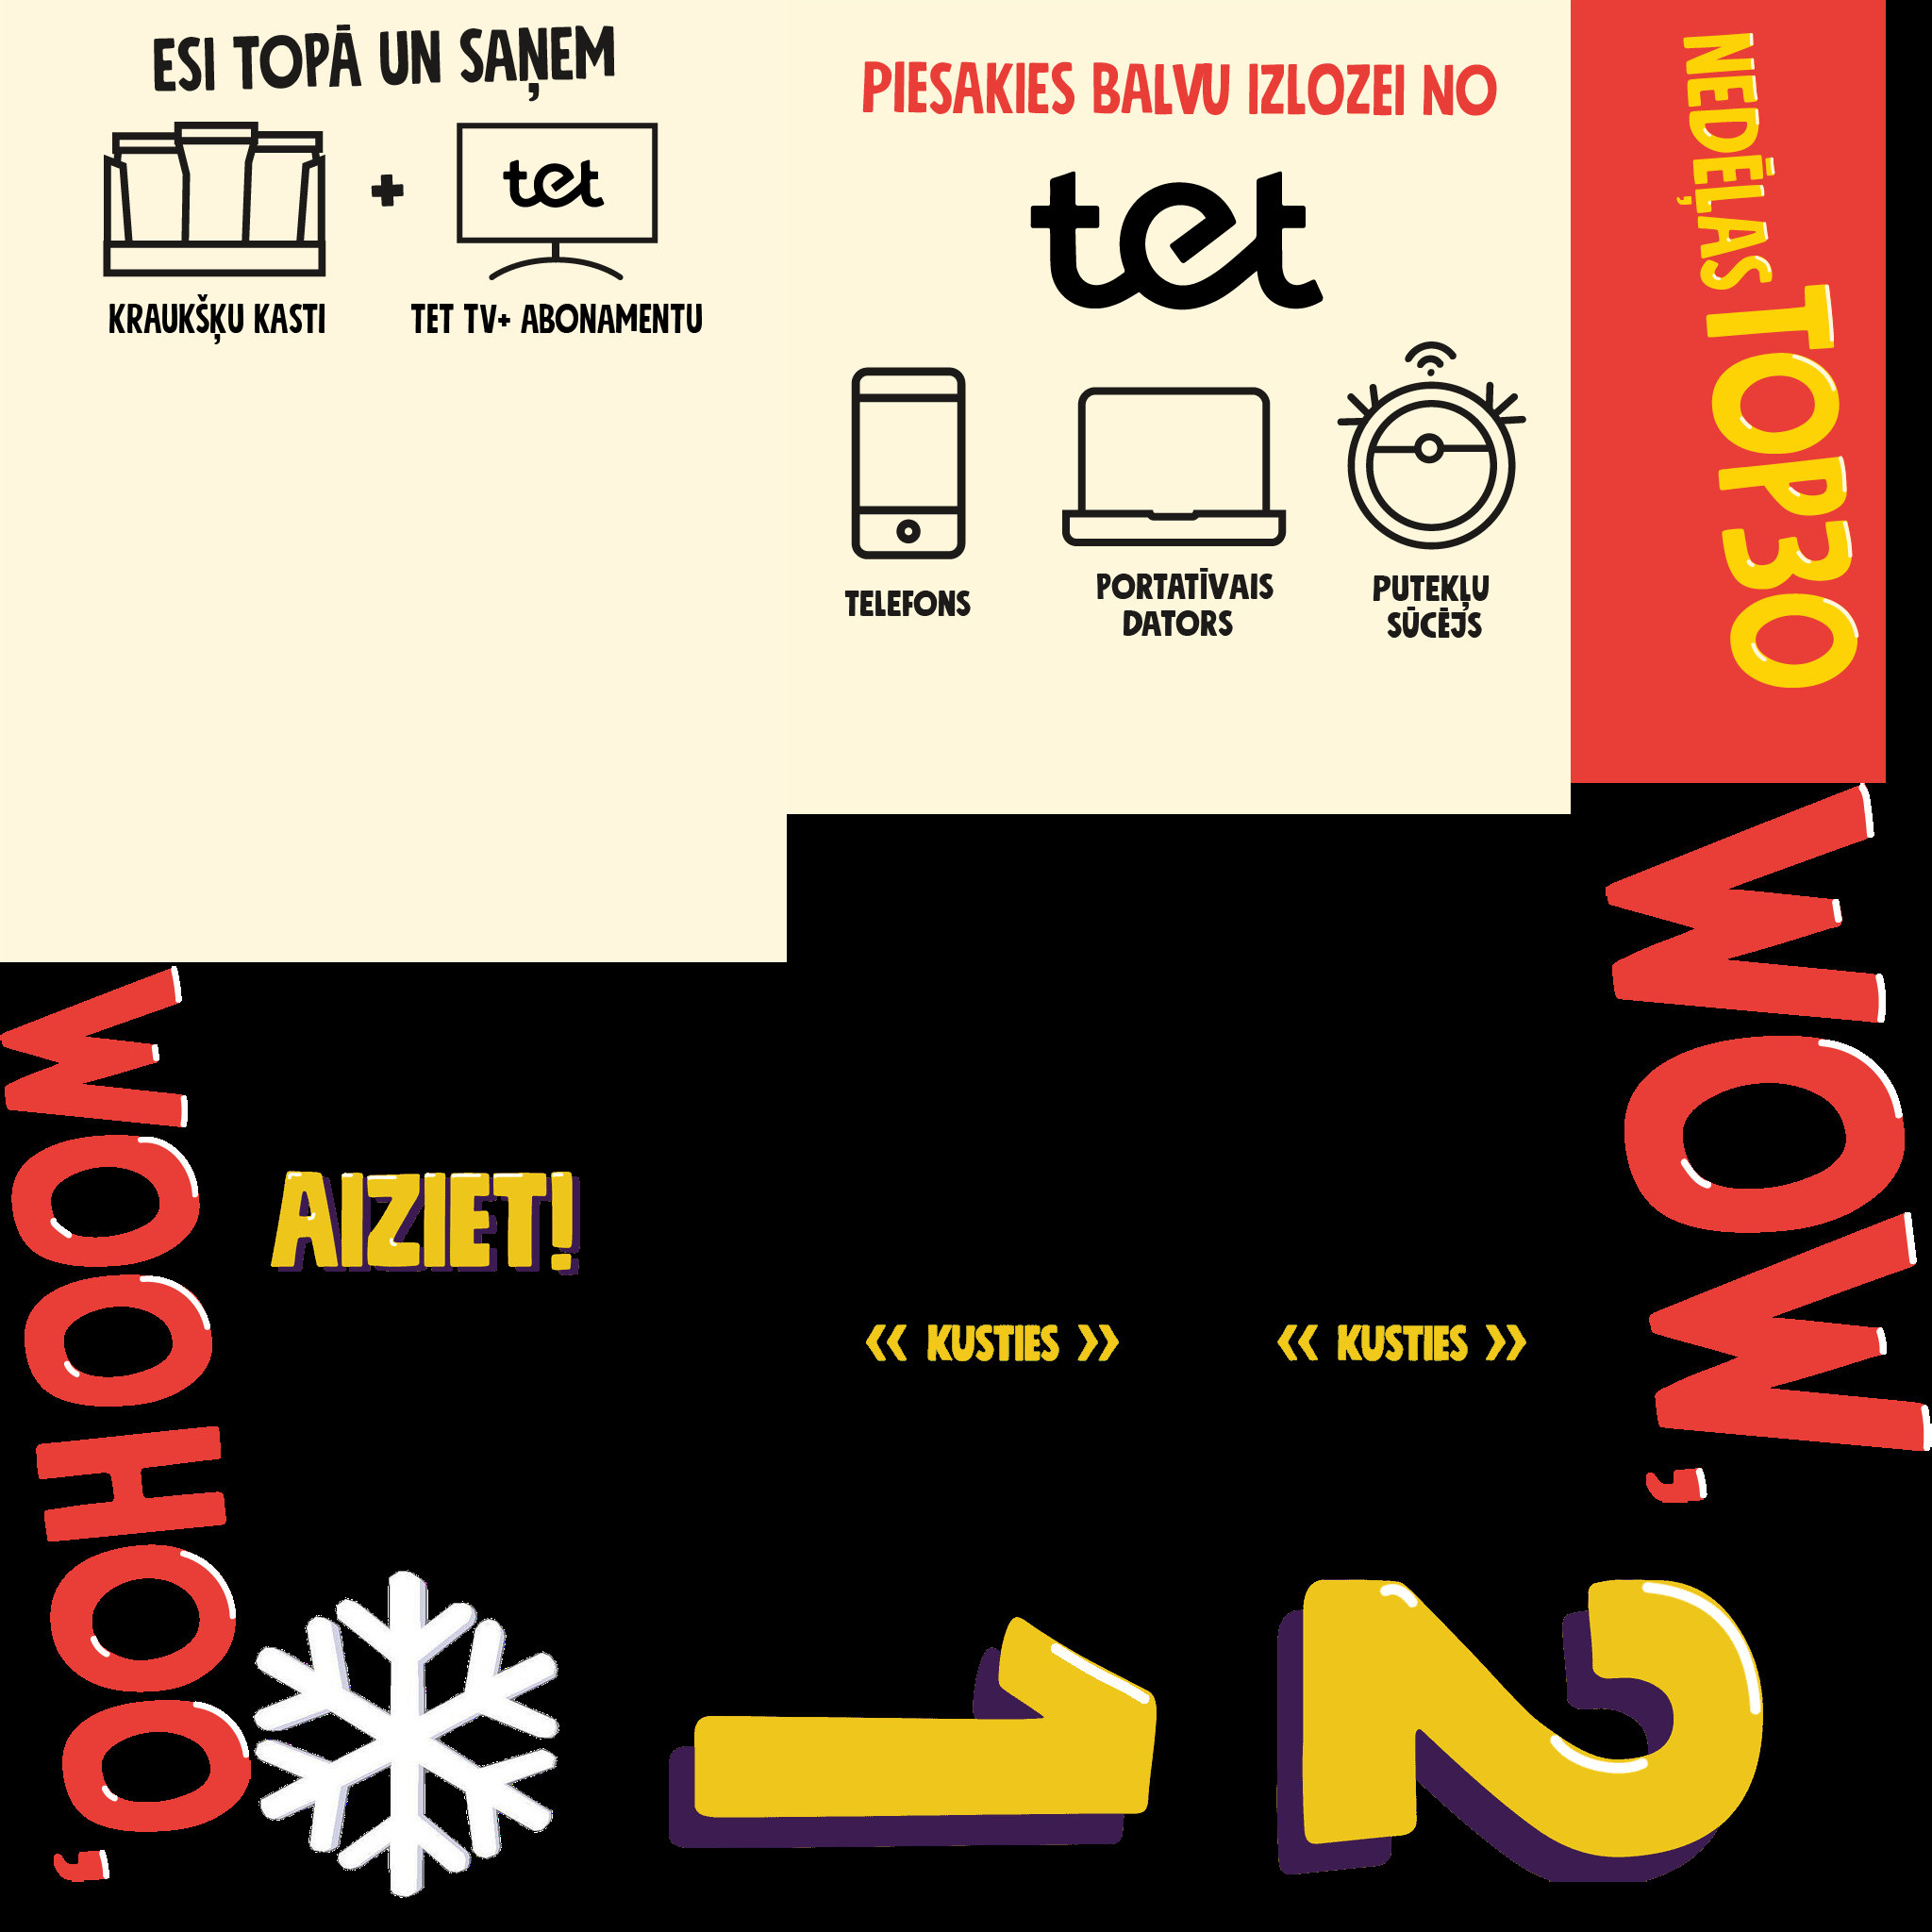 ESI TOPĀ UN SAŅEM
tet
KRAUKŠĶU KASTI
+
TET TV+ ABONAMENTU
PIESAKIES BALVU IZLOZEI NO
tet
TELEFONS
PORTATĪVAIS
DATORS
PUTEKĻU
SŪCĒJS
NEDĒĻAS TOP30
WOW,
WOOHOO,
AIZIET!
<< KUSTIES >>
<< KUSTIES >>
1
2